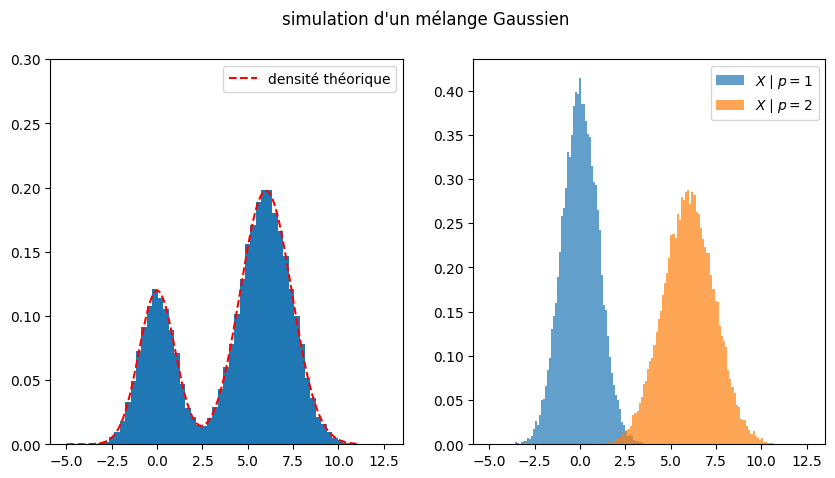 simulation d'un mélange Gaussien
0.30
0.25
0.20
0.15
0.10
0.05
0.00
−5.0 −2.5 0.0 2.5 5.0 7.5 10.0 12.5
densité théorique
0.40
0.35
0.30
0.25
0.20
0.15
0.10
0.05
0.00
−5.0 −2.5 0.0 2.5 5.0 7.5 10.0 12.5
X | p = 1
X | p = 2